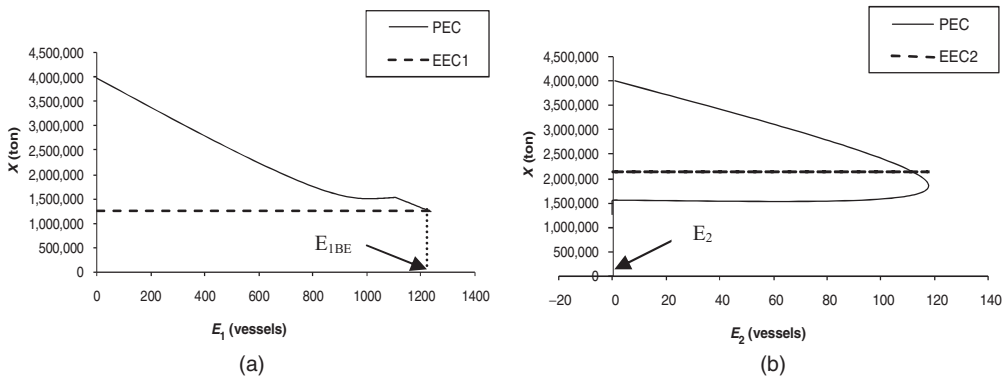 PEC
EEC1
4,500,000
4,000,000
3,500,000
3,000,000
2,500,000
2,000,000
1,500,000
1,000,000
500,000
0
X (ton)
E1BE
0 200 400 600 800 1000 1200 1400
E1 (vessels)
(a)
PEC
EEC2
4,500,000
4,000,000
3,500,000
3,000,000
2,500,000
2,000,000
1,500,000
1,000,000
500,000
0
X (ton)
E2
−20 0 20 40 60 80 100 120 140
E2 (vessels)
(b)